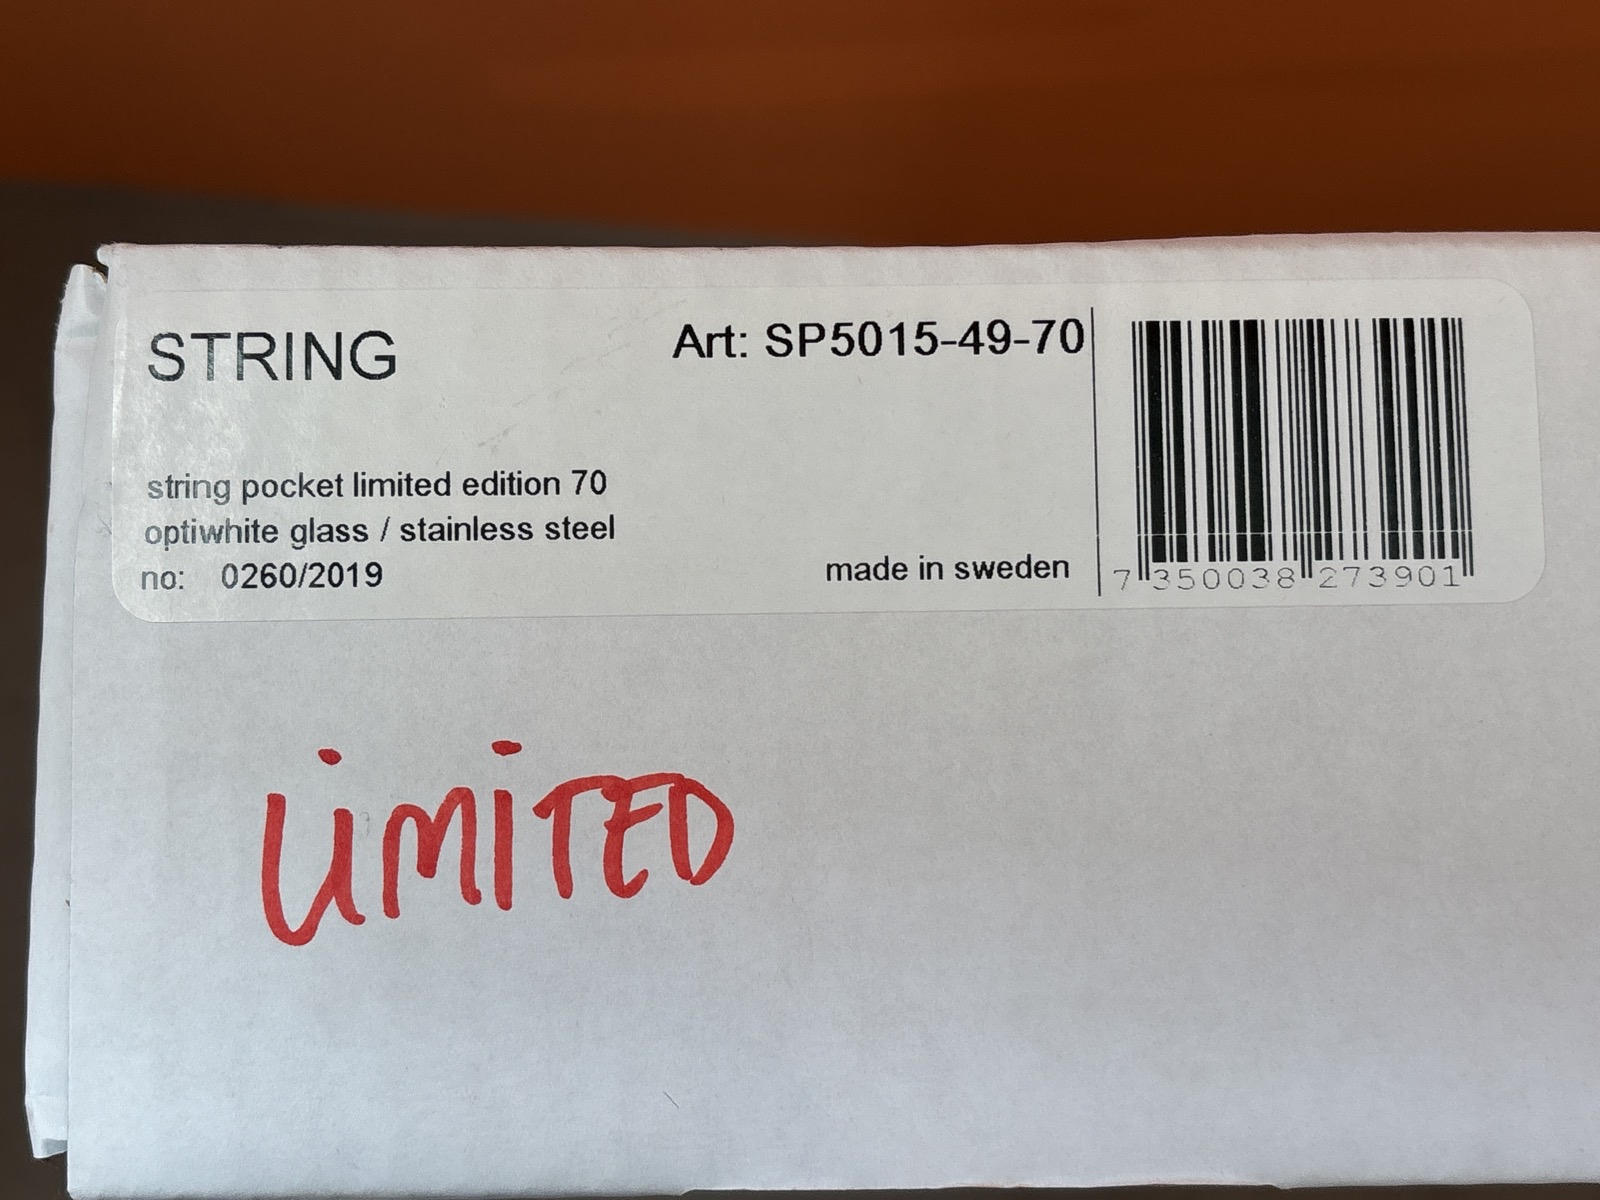 STRING
Art: SP5015-49-70
string pocket limited edition 70
optiwhite glass / stainless steel
no: 0260/2019
made in sweden
7 350038 273901
LiMiTED